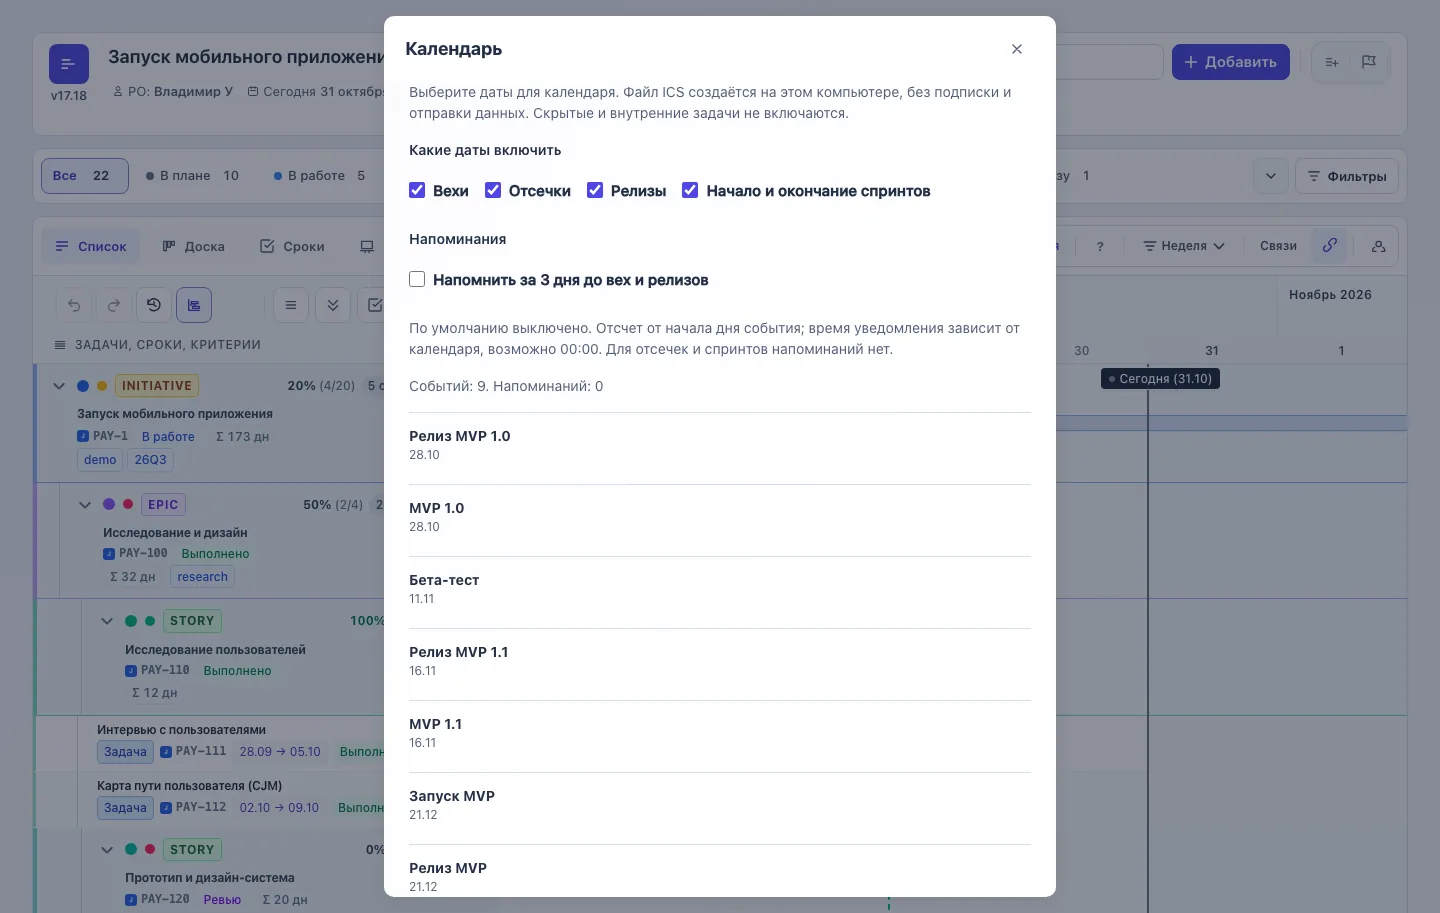 Запуск мобильного приложени
v17.18
PO: Владимир У
Сегодня 31 октябр
Добавить
Все 22
В плане 10
В работе 5
зу 1
Фильтры
Список
Доска
Сроки
?
Неделя
Связи
Ноябрь 2026
ЗАДАЧИ, СРОКИ, КРИТЕРИИ
30
31
1
Сегодня (31.10)
INITIATIVE
20% (4/20)
Запуск мобильного приложения
PAY-1 В работе Σ 173 дн
demo 26Q3
EPIC
50% (2/4)
Исследование и дизайн
PAY-100 Выполнено
Σ 32 дн research
STORY
100%
Исследование пользователей
PAY-110 Выполнено
Σ 12 дн
Интервью с пользователями
Задача PAY-111 28.09 → 05.10 Выполн
Карта пути пользователя (CJM)
Задача PAY-112 02.10 → 09.10 Выполн
STORY
0%
Прототип и дизайн-система
PAY-120 Ревью Σ 20 дн
Календарь
Выберите даты для календаря. Файл ICS создаётся на этом компьютере, без подписки и
отправки данных. Скрытые и внутренние задачи не включаются.
Какие даты включить
Вехи Отсечки Релизы Начало и окончание спринтов
Напоминания
Напомнить за 3 дня до вех и релизов
По умолчанию выключено. Отсчет от начала дня события; время уведомления зависит от
календаря, возможно 00:00. Для отсечек и спринтов напоминаний нет.
Событий: 9. Напоминаний: 0
Релиз MVP 1.0
28.10
MVP 1.0
28.10
Бета-тест
11.11
Релиз MVP 1.1
16.11
MVP 1.1
16.11
Запуск MVP
21.12
Релиз MVP
21.12